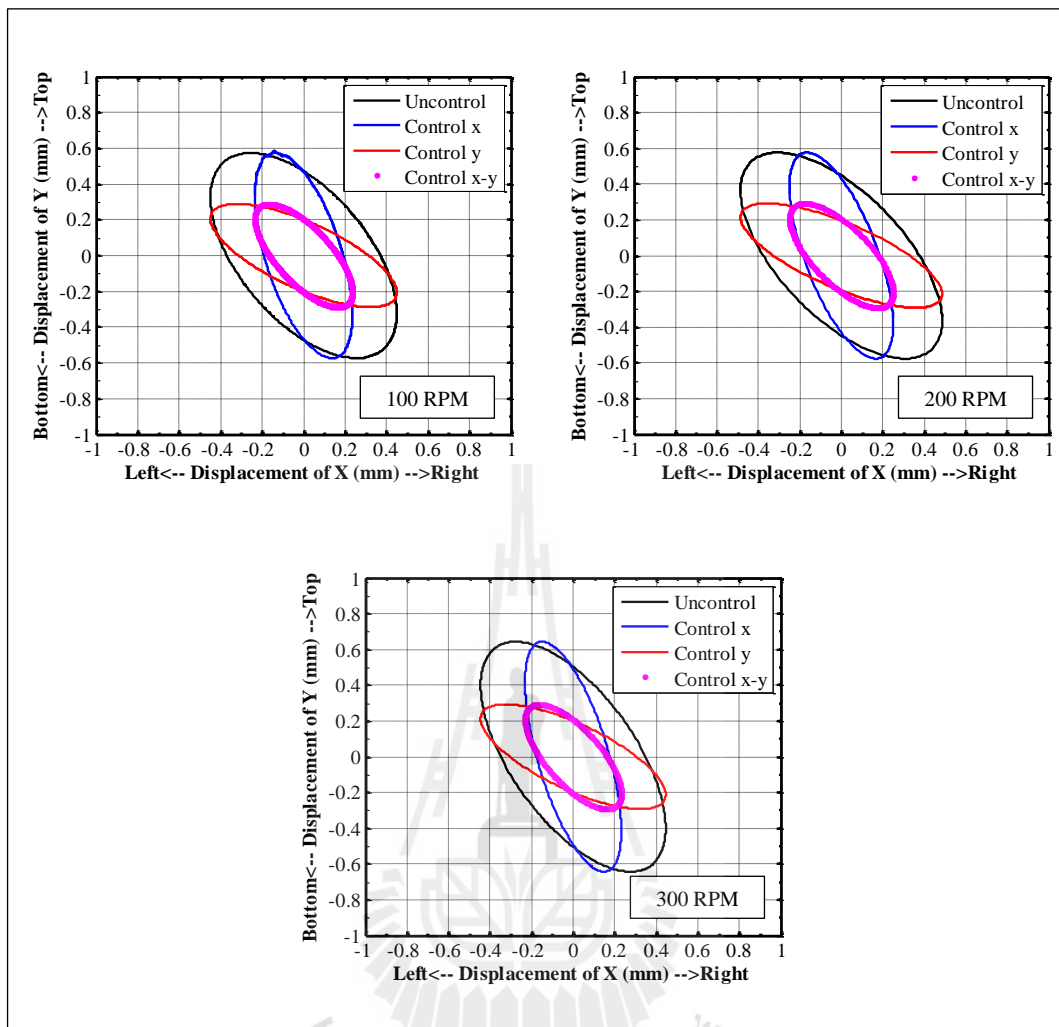 1
0.8
0.6
0.4
0.2
0
-0.2
-0.4
-0.6
-0.8
-1
Bottom<-- Displacement of Y (mm) -->Top
Uncontrol
Control x
Control y
Control x-y
100 RPM
-1 -0.8 -0.6 -0.4 -0.2 0 0.2 0.4 0.6 0.8 1
Left<-- Displacement of X (mm) -->Right
1
0.8
0.6
0.4
0.2
0
-0.2
-0.4
-0.6
-0.8
-1
Bottom<-- Displacement of Y (mm) -->Top
Uncontrol
Control x
Control y
Control x-y
200 RPM
-1 -0.8 -0.6 -0.4 -0.2 0 0.2 0.4 0.6 0.8 1
Left<-- Displacement of X (mm) -->Right
1
0.8
0.6
0.4
0.2
0
-0.2
-0.4
-0.6
-0.8
-1
Bottom<-- Displacement of Y (mm) -->Top
Uncontrol
Control x
Control y
Control x-y
300 RPM
-1 -0.8 -0.6 -0.4 -0.2 0 0.2 0.4 0.6 0.8 1
Left<-- Displacement of X (mm) -->Right